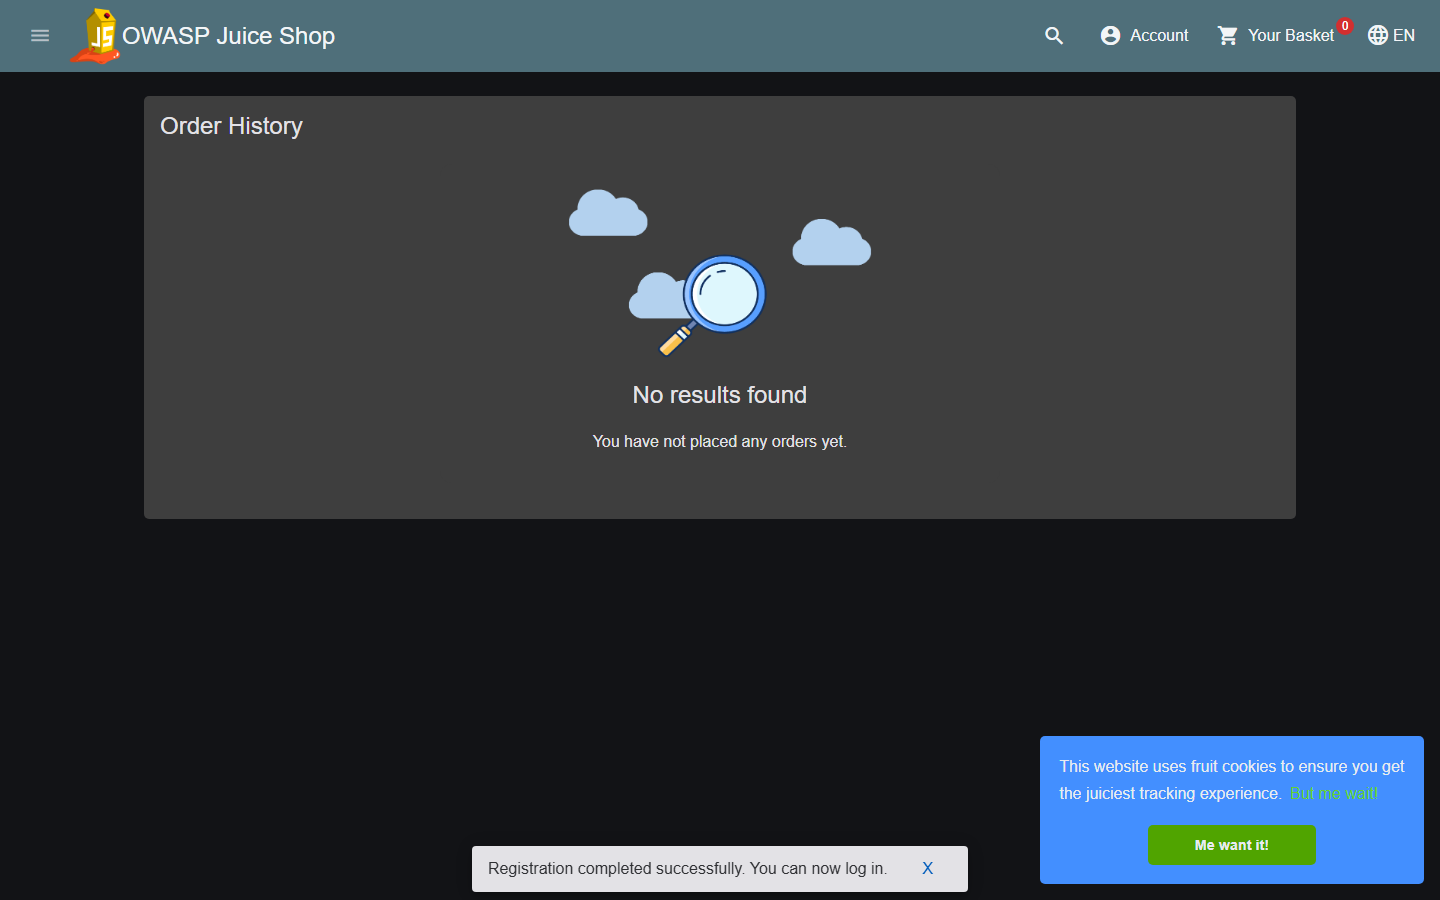 OWASP Juice Shop
Account
Your Basket
0
EN
Order History
No results found
You have not placed any orders yet.
This website uses fruit cookies to ensure you get
the juiciest tracking experience. But me wait!
Me want it!
Registration completed successfully. You can now log in. X